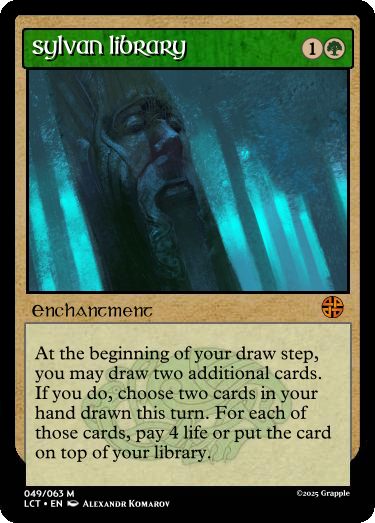 sylvan library
1
Enchantment
At the beginning of your draw step,
you may draw two additional cards.
If you do, choose two cards in your
hand drawn this turn. For each of
those cards, pay 4 life or put the card
on top of your library.
049/063 M
LCT • EN Alexandr Komarov
©2025 Grapple